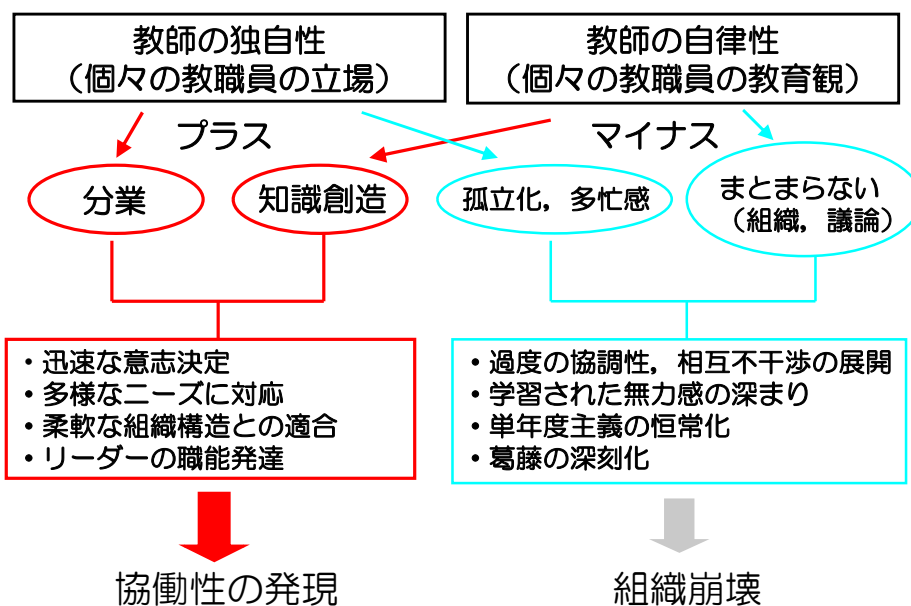 教師の独自性
（個々の教職員の立場）
教師の自律性
（個々の教職員の教育観）
プラス
マイナス
分業
知識創造
孤立化，多忙感
まとまらない
（組織，議論）
・迅速な意志決定
・多様なニーズに対応
・柔軟な組織構造との適合
・リーダーの職能発達
・過度の協調性，相互不干渉の展開
・学習された無力感の深まり
・単年度主義の恒常化
・葛藤の深刻化
協働性の発現
組織崩壊